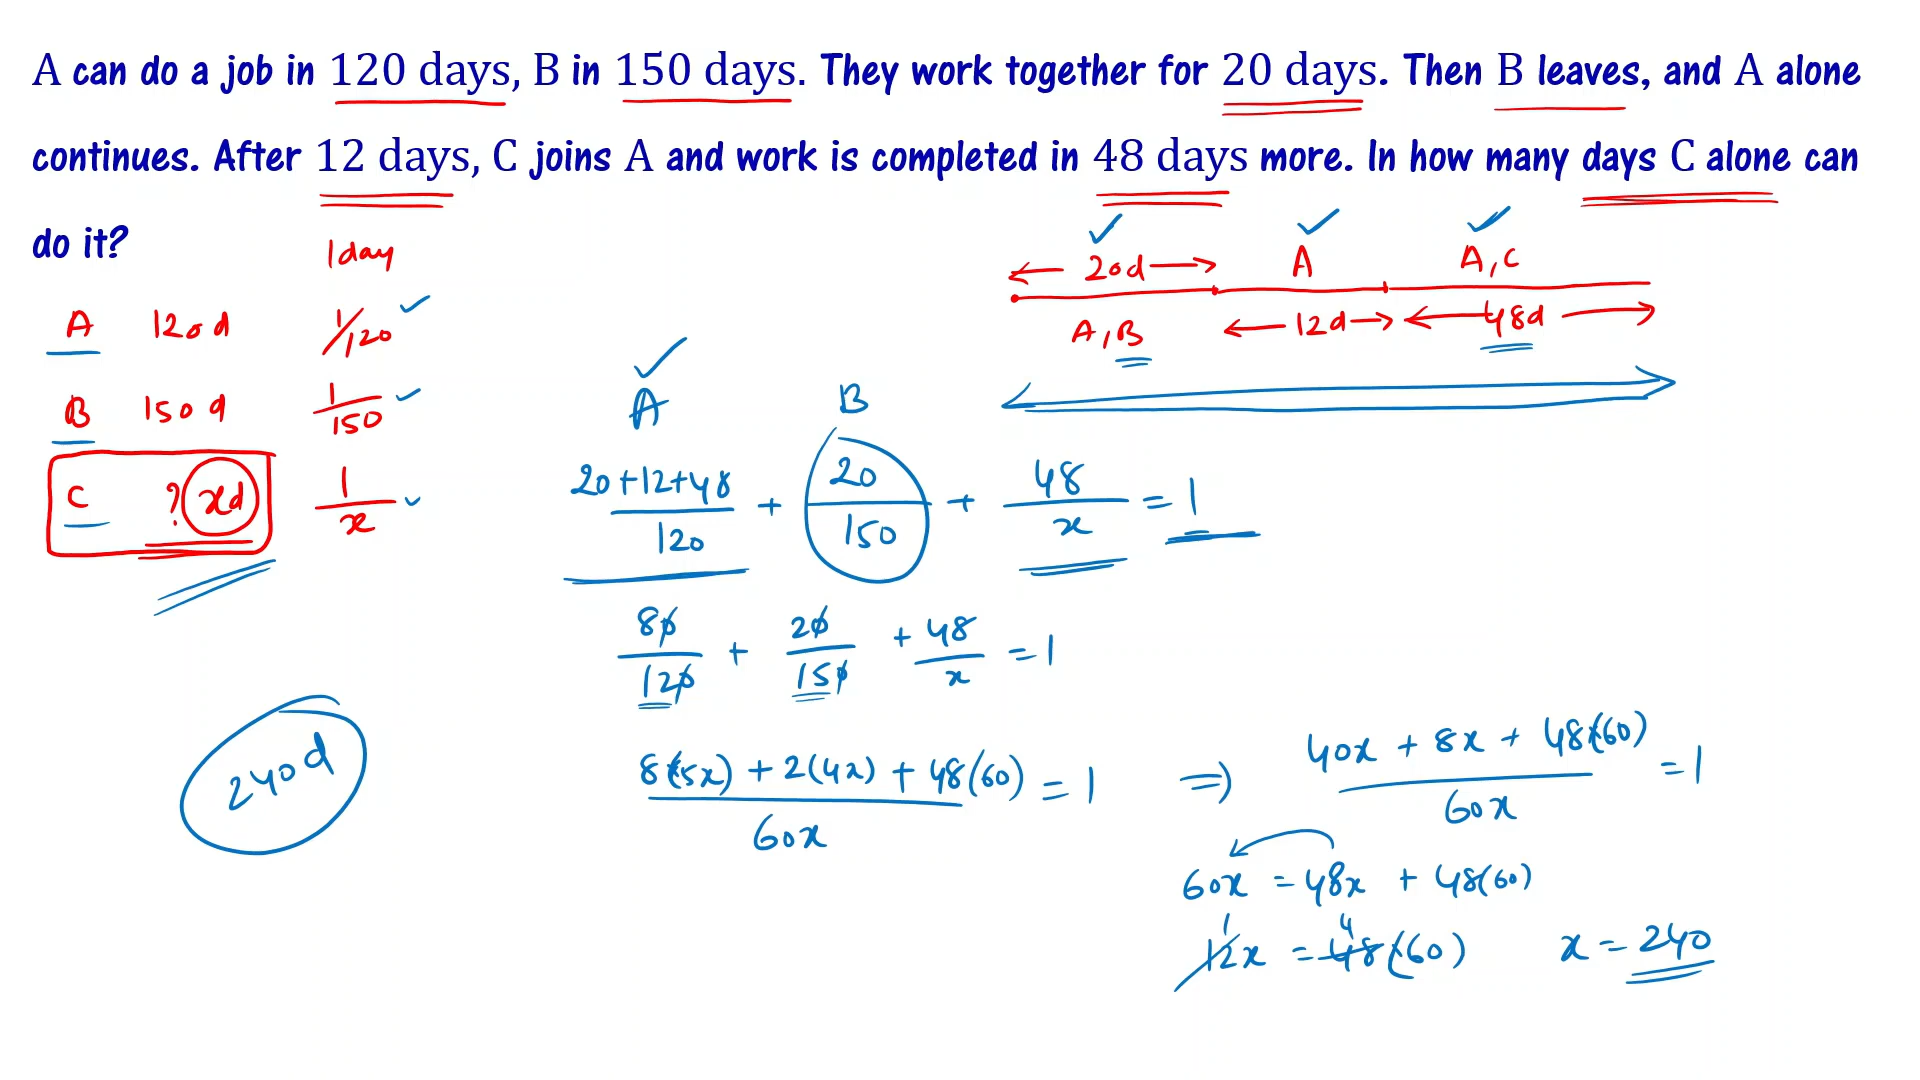 A can do a job in 120 days, B in 150 days. They work together for 20 days. Then B leaves, and A alone
continues. After 12 days, C joins A and work is completed in 48 days more. In how many days C alone can
do it?
1day
A 120d 1/120
B 150d 1/150
C ? xd 1/x
20d A A,C
A,B 12d 48d
A B
20+12+48/120 + 20/150 + 48/x = 1
80/120 + 20/150 + 48/x = 1
8(5x) + 2(4x) + 48(60)/60x = 1 ⇒ 40x + 8x + 48(60)/60x = 1
240d
60x = 48x + 48(60)
1 4
12x = 48(60) x = 240